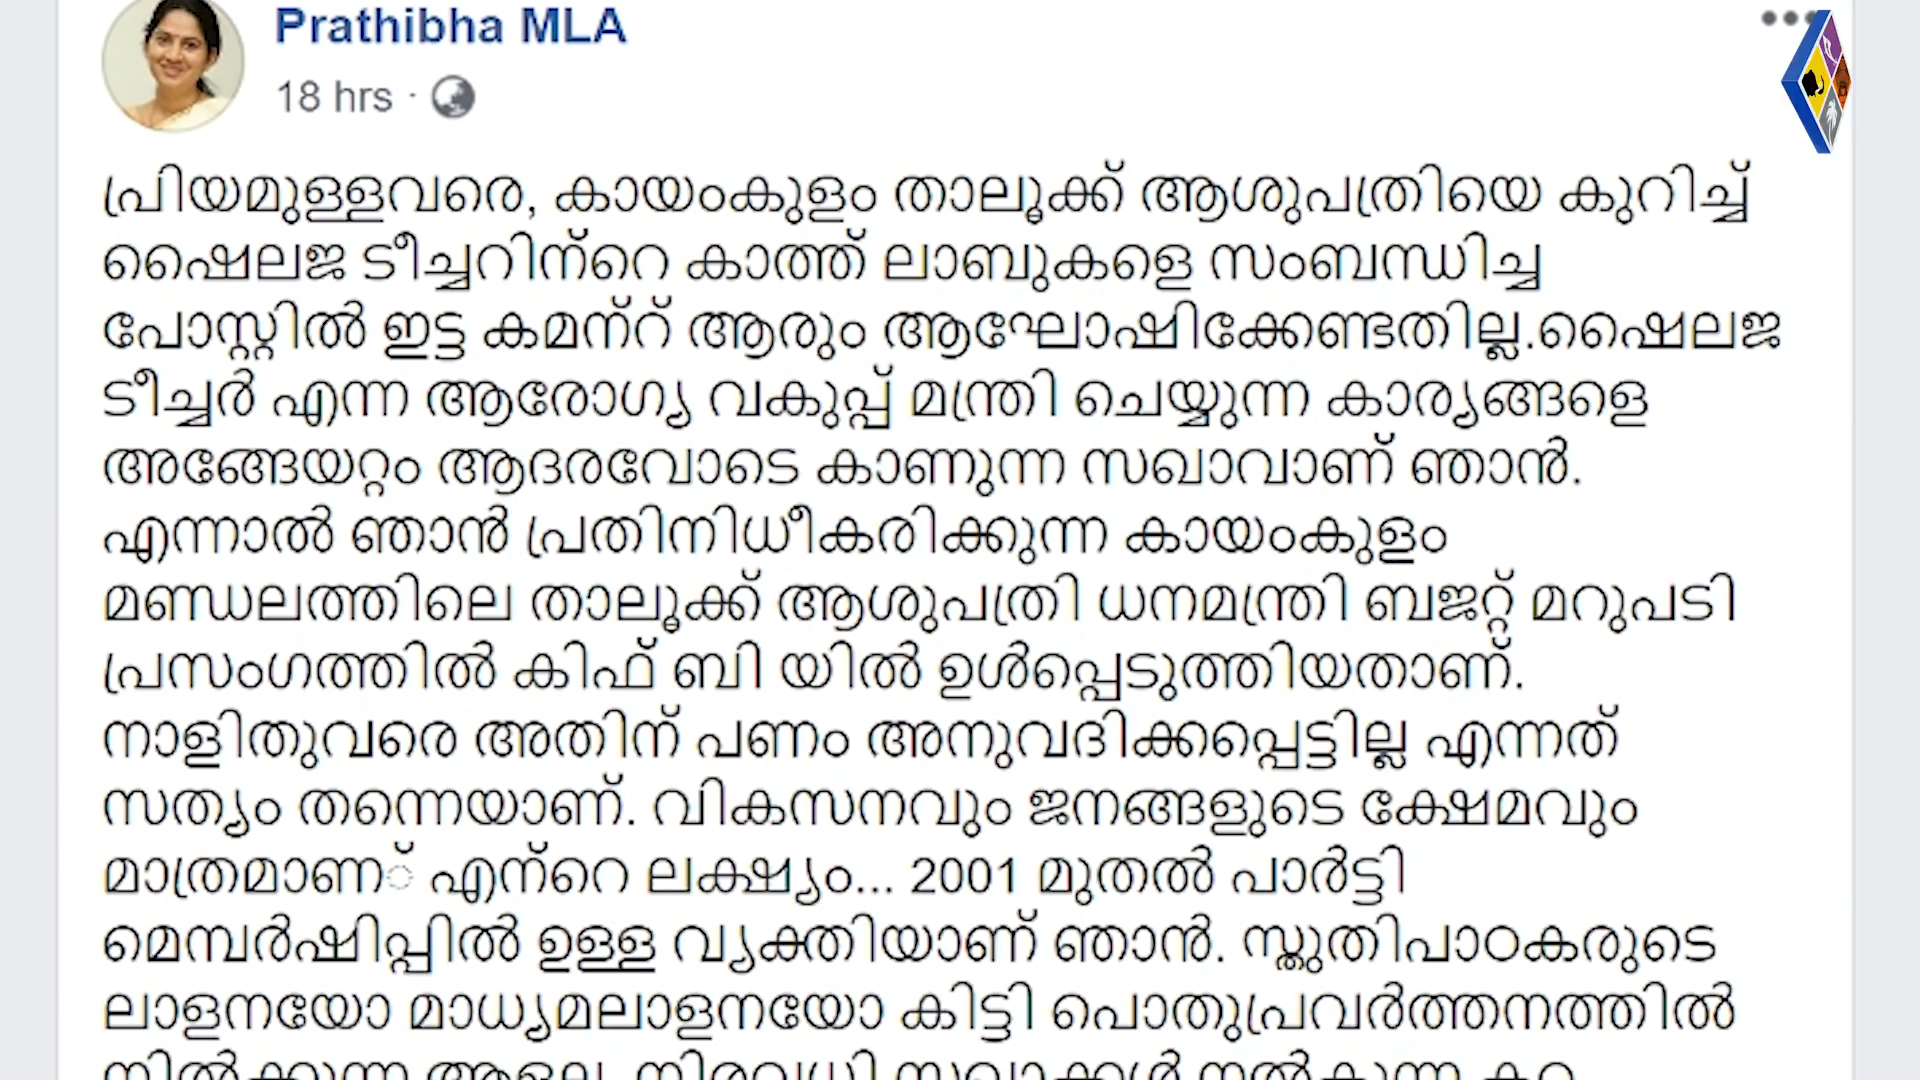 Prathibha MLA
18 hrs ·
പ്രിയമുള്ളവരെ, കായംകുളം താലൂക്ക് ആശുപത്രിയെ കുറിച്ച്
ഷൈലജ ടീച്ചറിന്റെ കാത്ത് ലാബുകളെ സംബന്ധിച്ച
പോസ്റ്റിൽ ഇട്ട കമന്റ് ആരും ആഘോഷിക്കേണ്ടതില്ല.ഷൈലജ
ടീച്ചർ എന്ന ആരോഗ്യ വകുപ്പ് മന്ത്രി ചെയ്യുന്ന കാര്യങ്ങളെ
അങ്ങേയറ്റം ആദരവോടെ കാണുന്ന സഖാവാണ് ഞാൻ.
എന്നാൽ ഞാൻ പ്രതിനിധീകരിക്കുന്ന കായംകുളം
മണ്ഡലത്തിലെ താലൂക്ക് ആശുപത്രി ധനമന്ത്രി ബജറ്റ് മറുപടി
പ്രസംഗത്തിൽ കിഫ് ബി യിൽ ഉൾപ്പെടുത്തിയതാണ്.
നാളിതുവരെ അതിന് പണം അനുവദിക്കപ്പെട്ടില്ല എന്നത്
സത്യം തന്നെയാണ്. വികസനവും ജനങ്ങളുടെ ക്ഷേമവും
മാത്രമാണ് എന്റെ ലക്ഷ്യം... 2001 മുതൽ പാർട്ടി
മെമ്പർഷിപ്പിൽ ഉള്ള വ്യക്തിയാണ് ഞാൻ. സ്തുതിപാഠകരുടെ
ലാളനയോ മാധ്യമലാളനയോ കിട്ടി പൊതുപ്രവർത്തനത്തിൽ